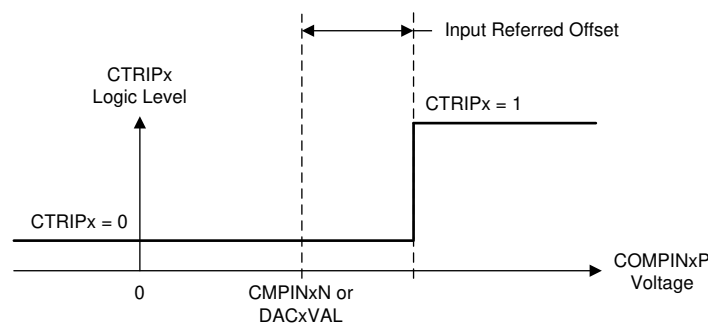 Input Referred Offset
CTRIPx
Logic Level
CTRIPx = 1
CTRIPx = 0
COMPINxP
Voltage
0
CMPINxN or
DACxVAL